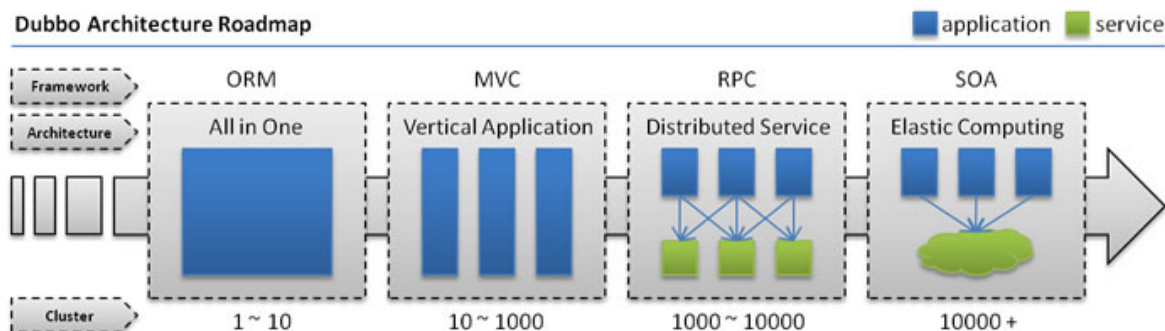 Dubbo Architecture Roadmap
application
service
Framework
ORM
MVC
RPC
SOA
Architecture
All in One
Vertical Application
Distributed Service
Elastic Computing
Cluster
1 ~ 10
10 ~ 1000
1000 ~ 10000
10000 +